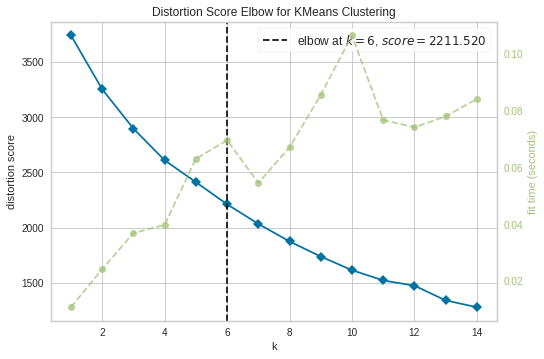 Distortion Score Elbow for KMeans Clustering
elbow at k = 6, score = 2211.520
distortion score
3500
3000
2500
2000
1500
0.10
0.08
0.06
0.04
0.02
fit time (seconds)
2 4 6 8 10 12 14
k